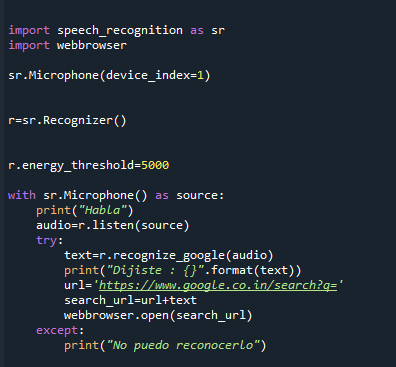 import speech_recognition as sr
import webbrowser
sr.Microphone(device_index=1)
r=sr.Recognizer()
r.energy_threshold=5000
with sr.Microphone() as source:
    print("Habla")
    audio=r.listen(source)
    try:
        text=r.recognize_google(audio)
        print("Dijiste : {}".format(text))
        url='https://www.google.co.in/search?q='
        search_url=url+text
        webbrowser.open(search_url)
    except:
        print("No puedo reconocerlo")